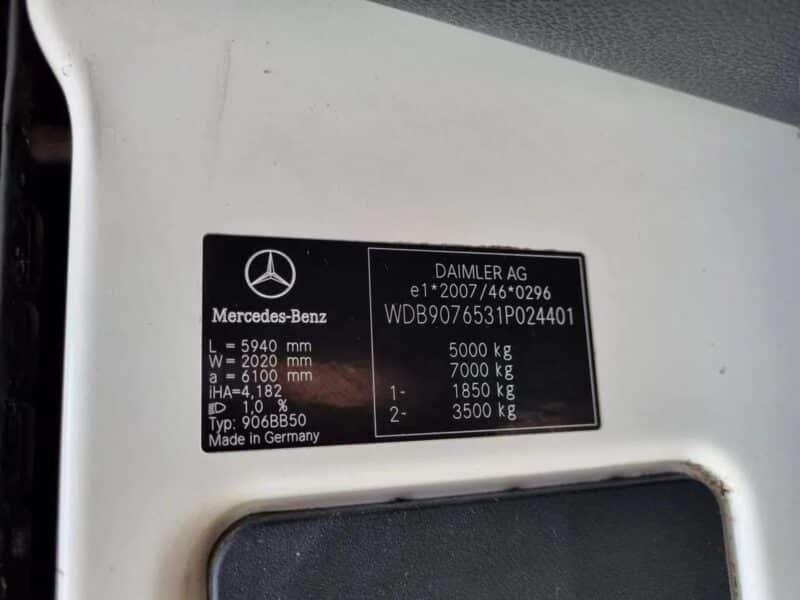 Mercedes-Benz
L = 5940 mm
W = 2020 mm
a = 6100 mm
iHA=4,182
1,0 %
Typ: 906BB50
Made in Germany
DAIMLER AG
e1*2007/46*0296
WDB9076531P024401
5000 kg
7000 kg
1- 1850 kg
2- 3500 kg